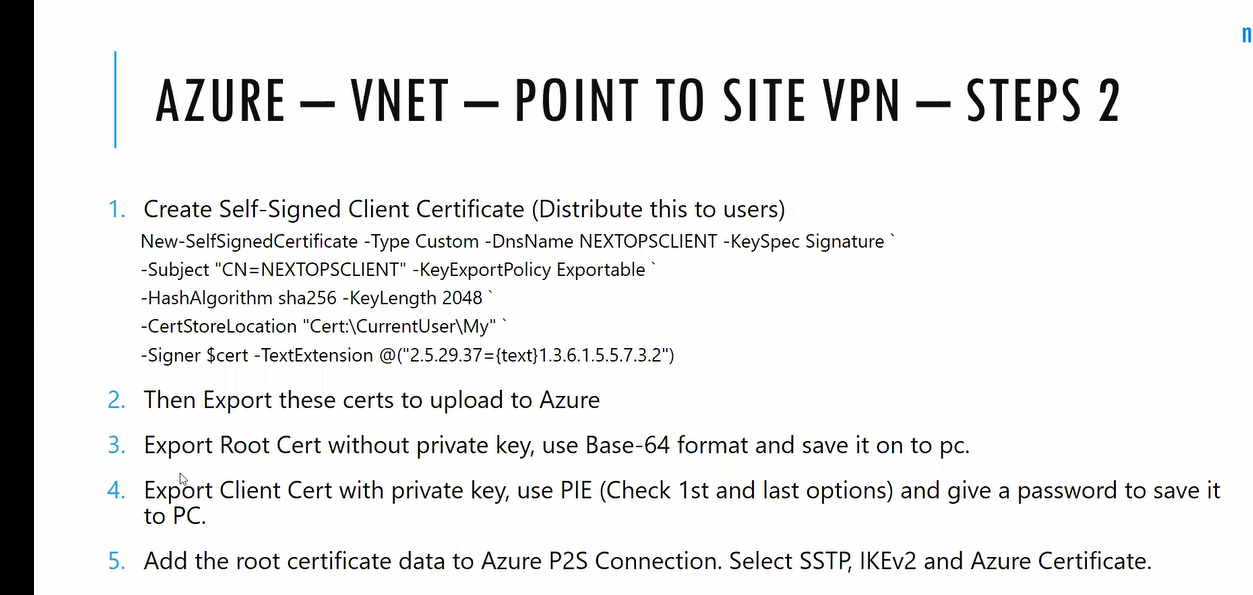 n
AZURE – VNET – POINT TO SITE VPN – STEPS 2
1. Create Self-Signed Client Certificate (Distribute this to users)
New-SelfSignedCertificate -Type Custom -DnsName NEXTOPSCLIENT -KeySpec Signature `
-Subject "CN=NEXTOPSCLIENT" -KeyExportPolicy Exportable `
-HashAlgorithm sha256 -KeyLength 2048 `
-CertStoreLocation "Cert:\CurrentUser\My" `
-Signer $cert -TextExtension @("2.5.29.37={text}1.3.6.1.5.5.7.3.2")
2. Then Export these certs to upload to Azure
3. Export Root Cert without private key, use Base-64 format and save it on to pc.
4. Export Client Cert with private key, use PIE (Check 1st and last options) and give a password to save it
to PC.
5. Add the root certificate data to Azure P2S Connection. Select SSTP, IKEv2 and Azure Certificate.